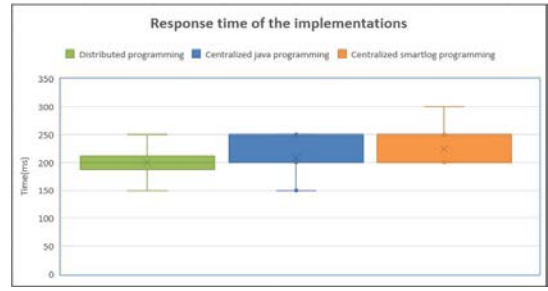 Response time of the implementations
Distributed programming Centralized java programming Centralized smartlog programming
350
300
250
200
150
100
50
0
Time[ms]